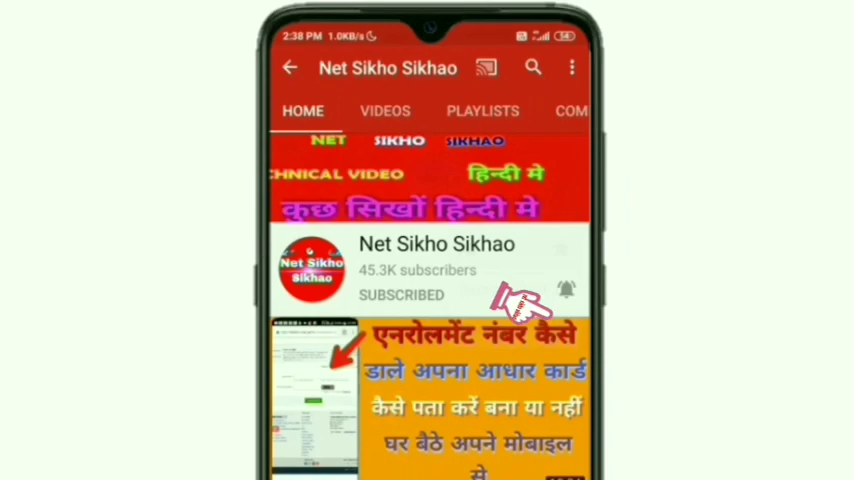 2:38 PM 1.0KB/s 54
Net Sikho Sikhao
HOME VIDEOS PLAYLISTS COM
NET SIKHO SIKHAO
CHNICAL VIDEO हिन्दी मे
कुछ सिखों हिन्दी मे
Net Sikho Sikhao
Net Sikho
Sikhao
45.3K subscribers
SUBSCRIBED
एनरोलमेंट नंबर कैसे
डाले अपना आधार कार्ड
कैसे पता करें बना या नहीं
घर बैठे अपने मोबाइल
से